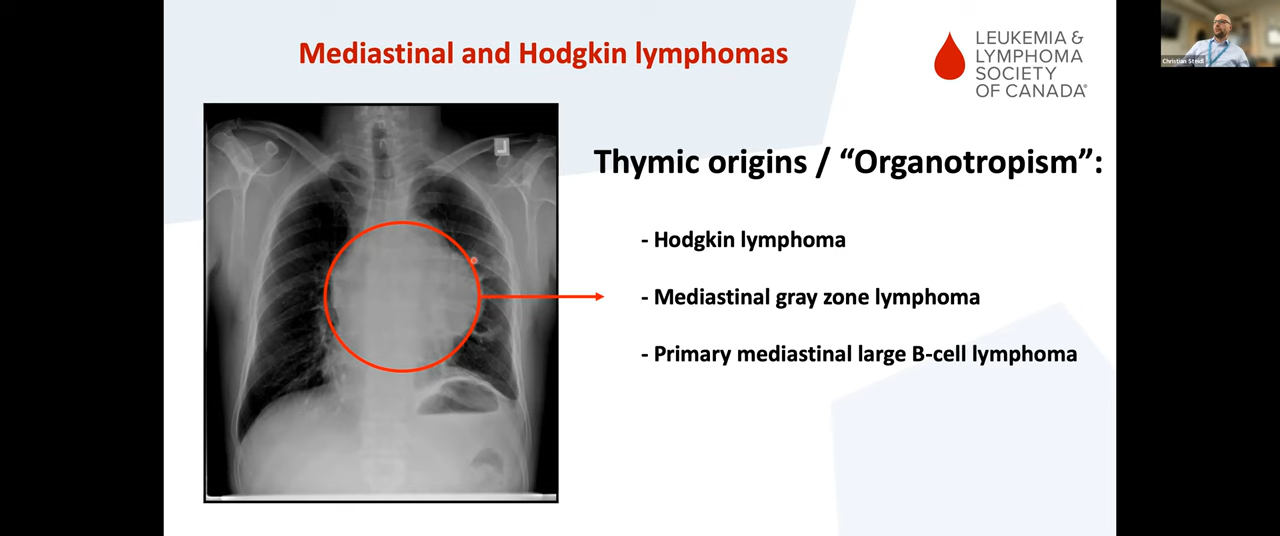 Mediastinal and Hodgkin lymphomas
LEUKEMIA &
LYMPHOMA
SOCIETY
OF CANADA®
Christian Steidl
L
Thymic origins / “Organotropism”:
- Hodgkin lymphoma
- Mediastinal gray zone lymphoma
- Primary mediastinal large B-cell lymphoma